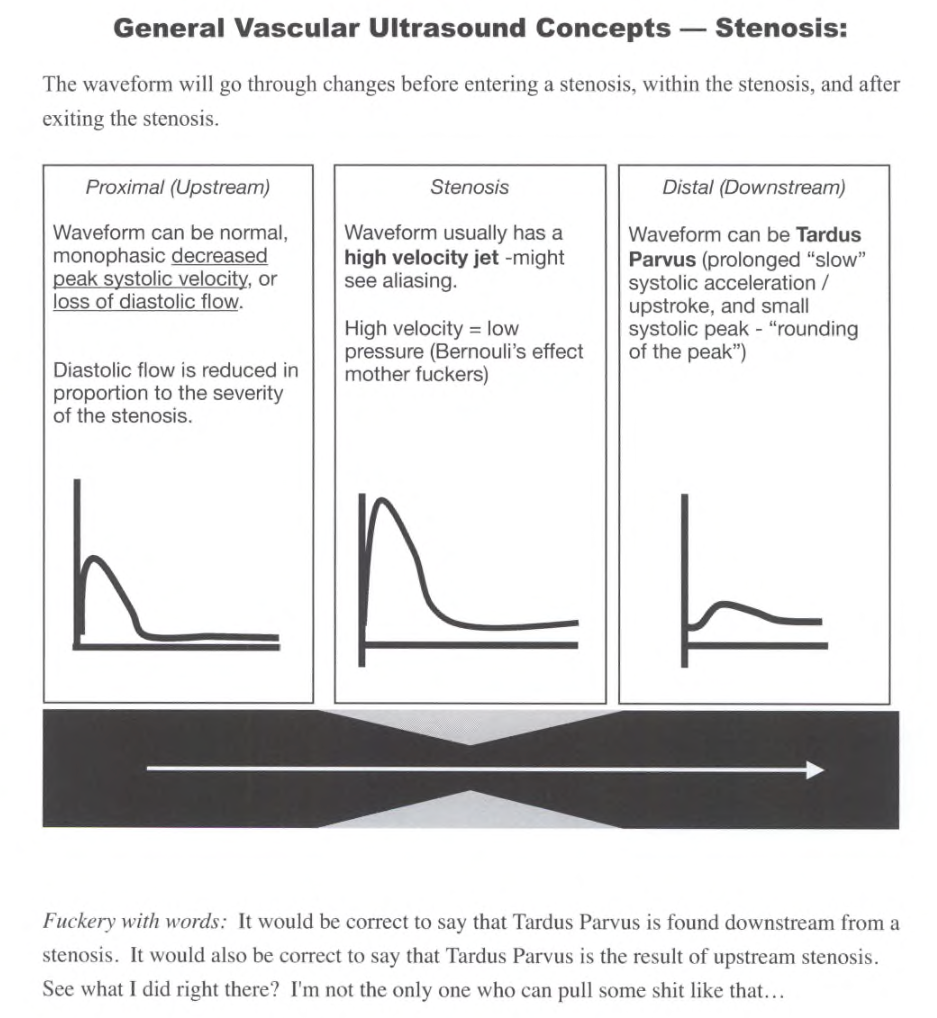 General Vascular Ultrasound Concepts — Stenosis:
The waveform will go through changes before entering a stenosis, within the stenosis, and after
exiting the stenosis.
Proximal (Upstream)
Waveform can be normal,
monophasic decreased
peak systolic velocity, or
loss of diastolic flow.
Diastolic flow is reduced in
proportion to the severity
of the stenosis.
Stenosis
Waveform usually has a
high velocity jet -might
see aliasing.
High velocity = low
pressure (Bernouli's effect
mother fuckers)
Distal (Downstream)
Waveform can be Tardus
Parvus (prolonged “slow”
systolic acceleration /
upstroke, and small
systolic peak - “rounding
of the peak”)
Fuckery with words: It would be correct to say that Tardus Parvus is found downstream from a
stenosis. It would also be correct to say that Tardus Parvus is the result of upstream stenosis.
See what I did right there? I'm not the only one who can pull some shit like that…